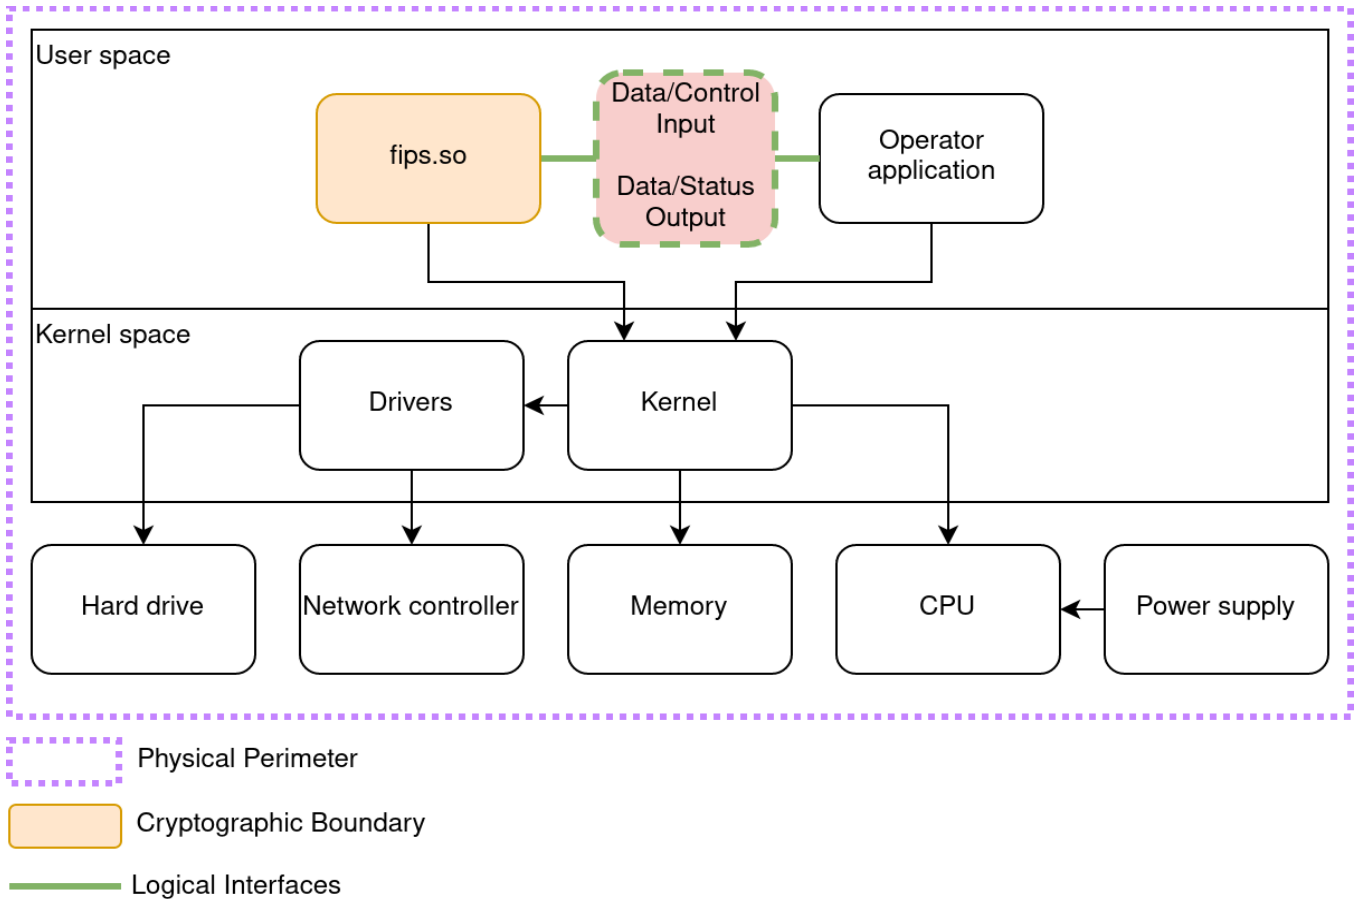 User space
fips.so
Data/Control
Input
Data/Status
Output
Operator
application
Kernel space
Drivers
Kernel
Hard drive
Network controller
Memory
CPU
Power supply
Physical Perimeter
Cryptographic Boundary
Logical Interfaces